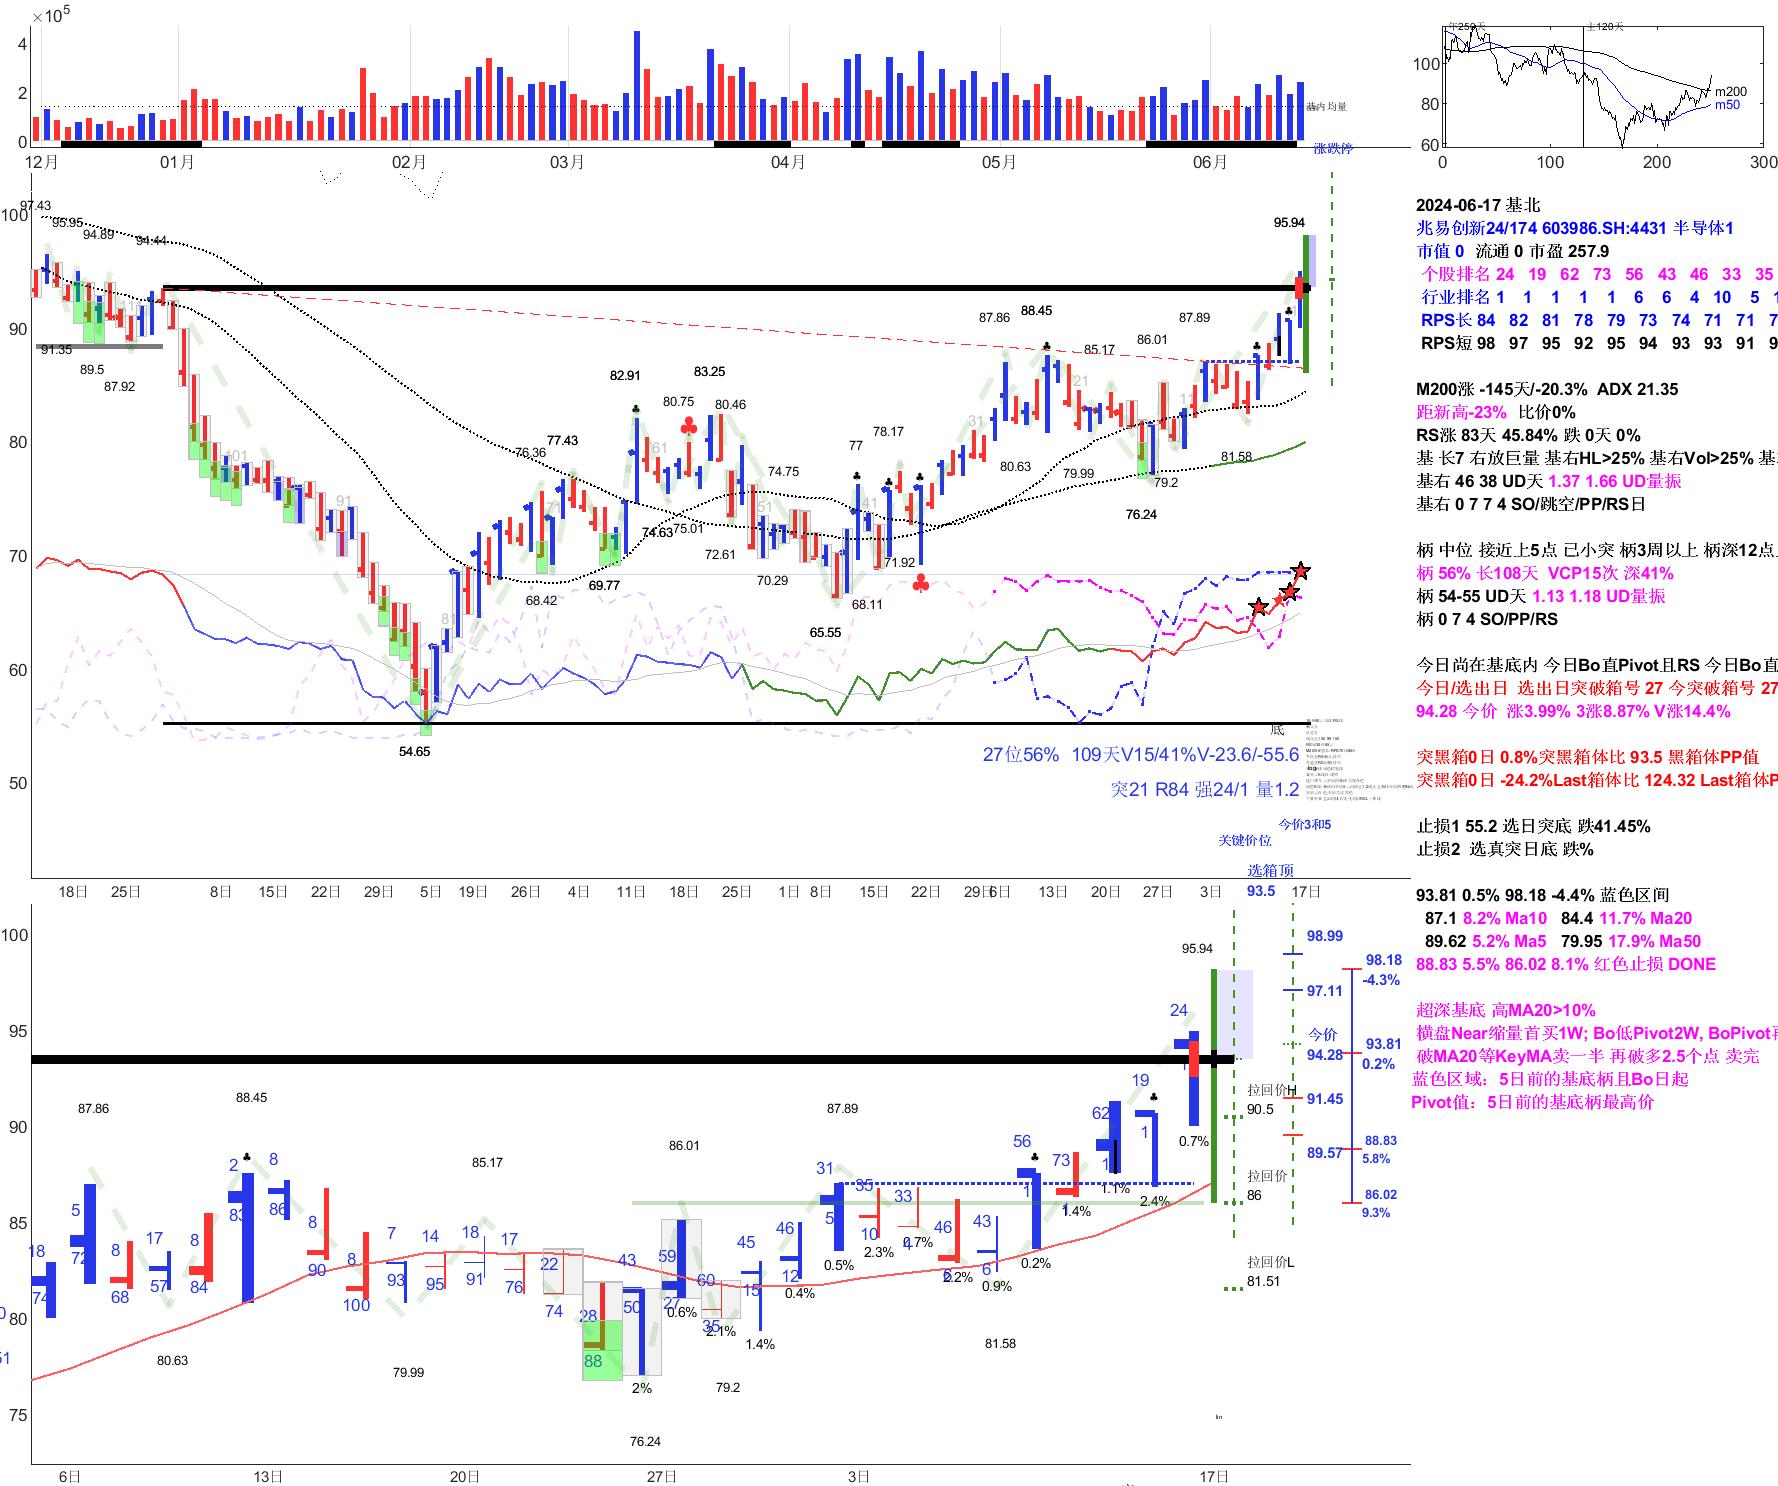 ×10⁵
4
2
0
基内均量
涨跌停
12月 01月 02月 03月 04月 05月 06月
年250天 主120天
100
80
60
m200
m50
0 100 200 300
100
90
80
70
60
50
97.43
95.95
94.89
94.44
91.35
89.5
87.92
101
91
81
71
61
51
41
31
21
11
54.65
76.36
77.43
68.42
69.77
82.91
80.75
83.25
80.46
74.63
75.01
72.61
74.75
70.29
65.55
77
78.17
68.11
71.92
87.86
88.45
80.63
85.17
79.99
86.01
76.24
79.2
87.89
81.58
95.94
底
27位56% 109天V15/41%V-23.6/-55.6
突21 R84 强24/1 量1.2
今价3和5
关键价位
选箱顶
93.5
18日 25日 8日 15日 22日 29日 5日 19日 26日 4日 11日 18日 25日 1日 8日 15日 22日 29日 6日 13日 20日 27日 3日 17日
2024-06-17 基北
兆易创新24/174 603986.SH:4431 半导体1
市值 0 流通 0 市盈 257.9
个股排名 24 19 62 73 56 43 46 33 35
行业排名 1 1 1 1 1 6 6 4 10 5 1
RPS长 84 82 81 78 79 73 74 71 71 7
RPS短 98 97 95 92 95 94 93 93 91 9
M200涨 -145天/-20.3% ADX 21.35
距新高-23% 比价0%
RS涨 83天 45.84% 跌 0天 0%
基 长7 右放巨量 基右HL>25% 基右Vol>25% 基
基右 46 38 UD天 1.37 1.66 UD量振
基右 0 7 7 4 SO/跳空/PP/RS日
柄 中位 接近上5点 己小突 柄3周以上 柄深12点
柄 56% 长108天 VCP15次 深41%
柄 54-55 UD天 1.13 1.18 UD量振
柄 0 7 4 SO/PP/RS
今日尚在基底内 今日Bo直Pivot且RS 今日Bo直
今日/选出日 选出日突破箱号 27 今突破箱号 27
94.28 今价 涨3.99% 3涨8.87% V涨14.4%
突黑箱0日 0.8%突黑箱体比 93.5 黑箱体PP值
突黑箱0日 -24.2%Last箱体比 124.32 Last箱体P
止损1 55.2 选日突底 跌41.45%
止损2 选真突日底 跌%
93.81 0.5% 98.18 -4.4% 蓝色区间
87.1 8.2% Ma10 84.4 11.7% Ma20
89.62 5.2% Ma5 79.95 17.9% Ma50
88.83 5.5% 86.02 8.1% 红色止损 DONE
超深基底 高MA20>10%
横盘Near缩量首买1W; Bo低Pivot2W, BoPivot再
破MA20等KeyMA卖一半 再破多2.5个点 卖完
蓝色区域：5日前的基底柄且Bo日起
Pivot值：5日前的基底柄最高价
100
95
90
85
80
75
87.86
88.45
85.17
86.01
87.89
95.94
80.63
79.99
76.24
79.2
81.58
18 5 8 17 8 2 8 8 8 7 14 18 17 22 28 43 59 60 45 46 31 35 33 46 43 56 73 62 19 24
74 72 68 57 84 83 86 90 100 93 95 91 76 74 88 50 27 35 15 12 5 10 4 6 6 1 1 1 1 1
2% 0.6% 2.1% 1.4% 0.4% 0.5% 2.3% 0.7% 2.2% 0.9% 0.2% 1.4% 1.1% 2.4% 0.7%
98.99
97.11
今价
94.28
91.45
89.57
98.18
-4.3%
93.81
0.2%
88.83
5.8%
86.02
9.3%
拉回价H
90.5
拉回价
86
拉回价L
81.51
6日 13日 20日 27日 3日 17日